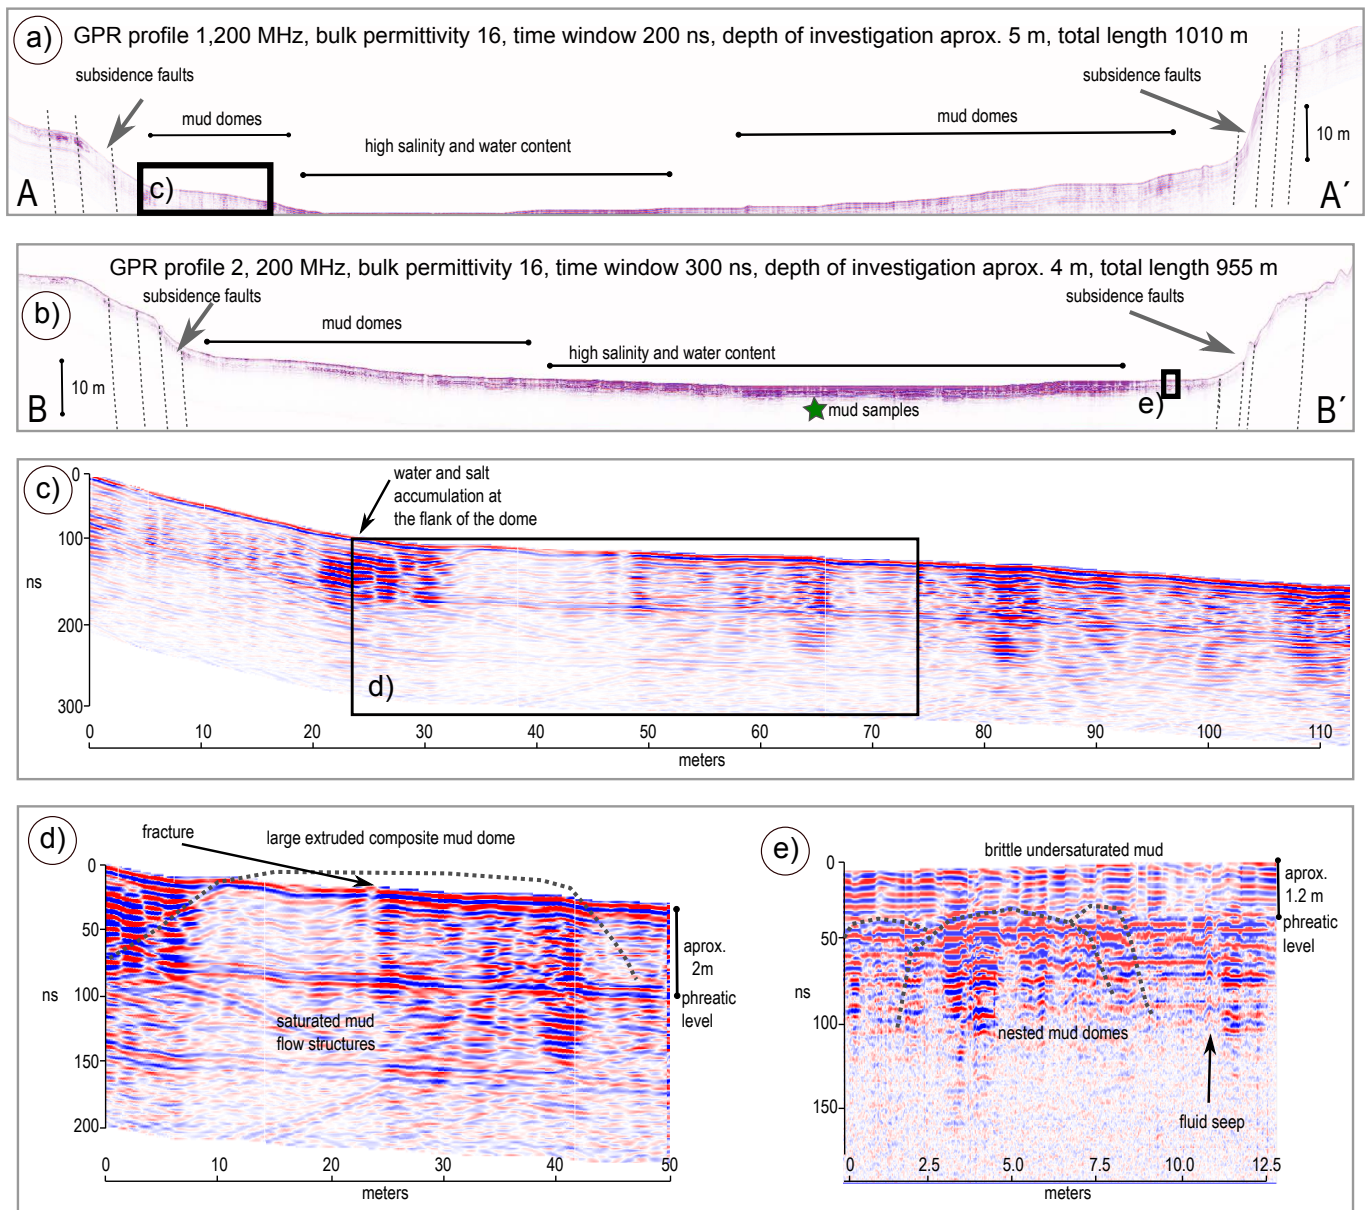 a) GPR profile 1,200 MHz, bulk permittivity 16, time window 200 ns, depth of investigation aprox. 5 m, total length 1010 m
subsidence faults
subsidence faults
mud domes
mud domes
high salinity and water content
10 m
c)
A
A´
b)
GPR profile 2, 200 MHz, bulk permittivity 16, time window 300 ns, depth of investigation aprox. 4 m, total length 955 m
subsidence faults
subsidence faults
mud domes
high salinity and water content
10 m
e)
mud samples
B
B´
c)
0
100
ns
200
300
water and salt
accumulation at
the flank of the dome
d)
0 10 20 30 40 50 60 70 80 90 100 110
meters
d)
fracture
large extruded composite mud dome
0
50
ns
100
150
200
aprox.
2m
phreatic
level
saturated mud
flow structures
0 10 20 30 40 50
meters
e)
brittle undersaturated mud
0
50
ns
100
150
aprox.
1.2 m
phreatic
level
nested mud domes
fluid seep
0 2.5 5.0 7.5 10.0 12.5
meters